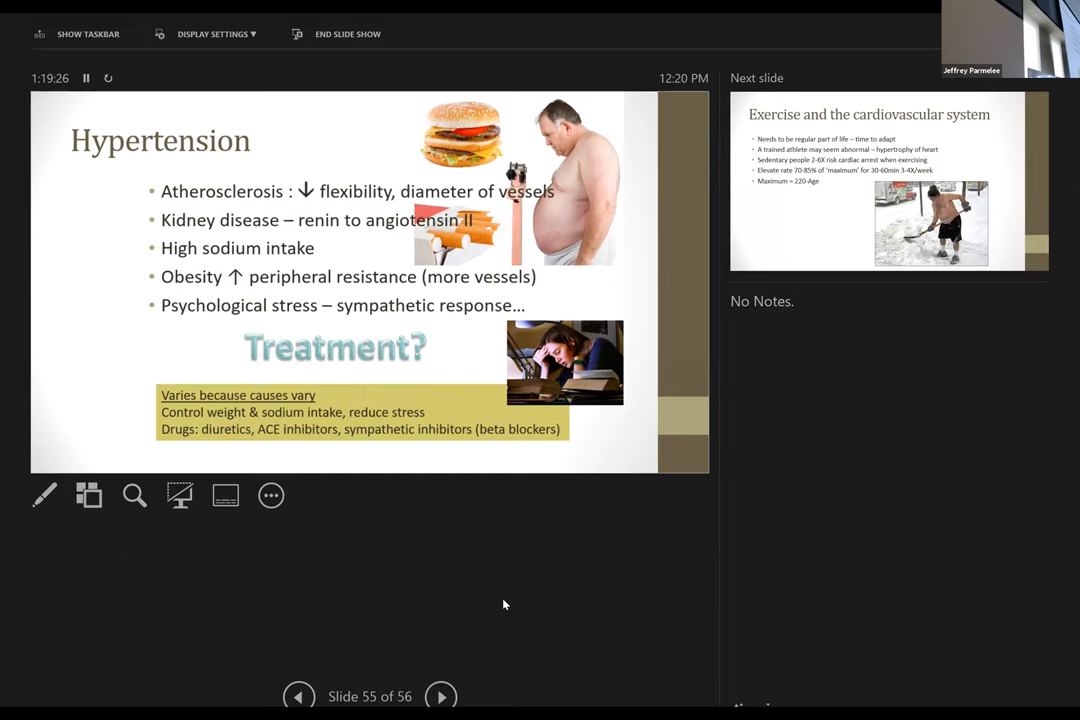 SHOW TASKBAR
DISPLAY SETTINGS ▼
END SLIDE SHOW
Jeffrey Parmelee
1:19:26
12:20 PM
Hypertension
• Atherosclerosis : ↓ flexibility, diameter of vessels
• Kidney disease – renin to angiotensin II
• High sodium intake
• Obesity ↑ peripheral resistance (more vessels)
• Psychological stress – sympathetic response…
Treatment?
Varies because causes vary
Control weight & sodium intake, reduce stress
Drugs: diuretics, ACE inhibitors, sympathetic inhibitors (beta blockers)
Slide 55 of 56
Next slide
Exercise and the cardiovascular system
• Needs to be regular part of life – time to adapt
• A trained athlete may seem abnormal – hypertrophy of heart
• Sedentary people 2-6X risk cardiac arrest when exercising
• Elevate rate 70-85% of ‘maximum’ for 30-60min 3-4X/week
• Maximum = 220-Age
No Notes.